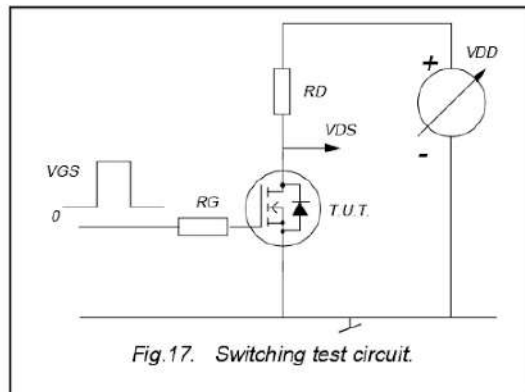 RD
+
VDD
VDS
-
VGS
0
RG
T.U.T.
Fig.17. Switching test circuit.